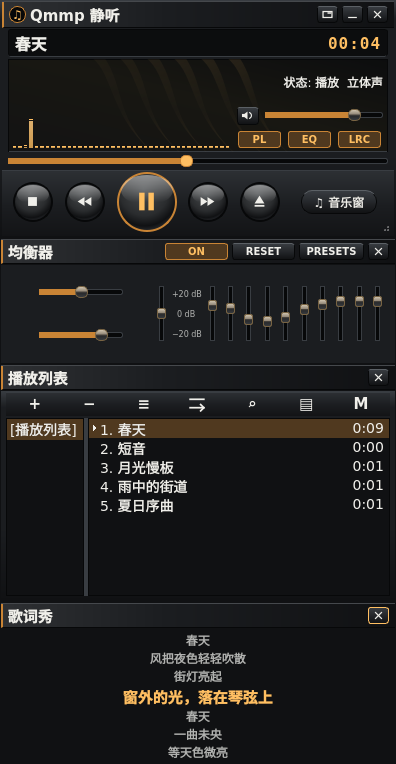 Qmmp 静听
春天 00:04
状态: 播放 立体声
PL EQ LRC
音乐窗
均衡器 ON RESET PRESETS
+20 dB
0 dB
−20 dB
播放列表
M
[播放列表]
1. 春天 0:09
2. 短音 0:00
3. 月光慢板 0:01
4. 雨中的街道 0:01
5. 夏日序曲 0:01
歌词秀
春天
风把夜色轻轻吹散
街灯亮起
窗外的光，落在琴弦上
春天
一曲未央
等天色微亮